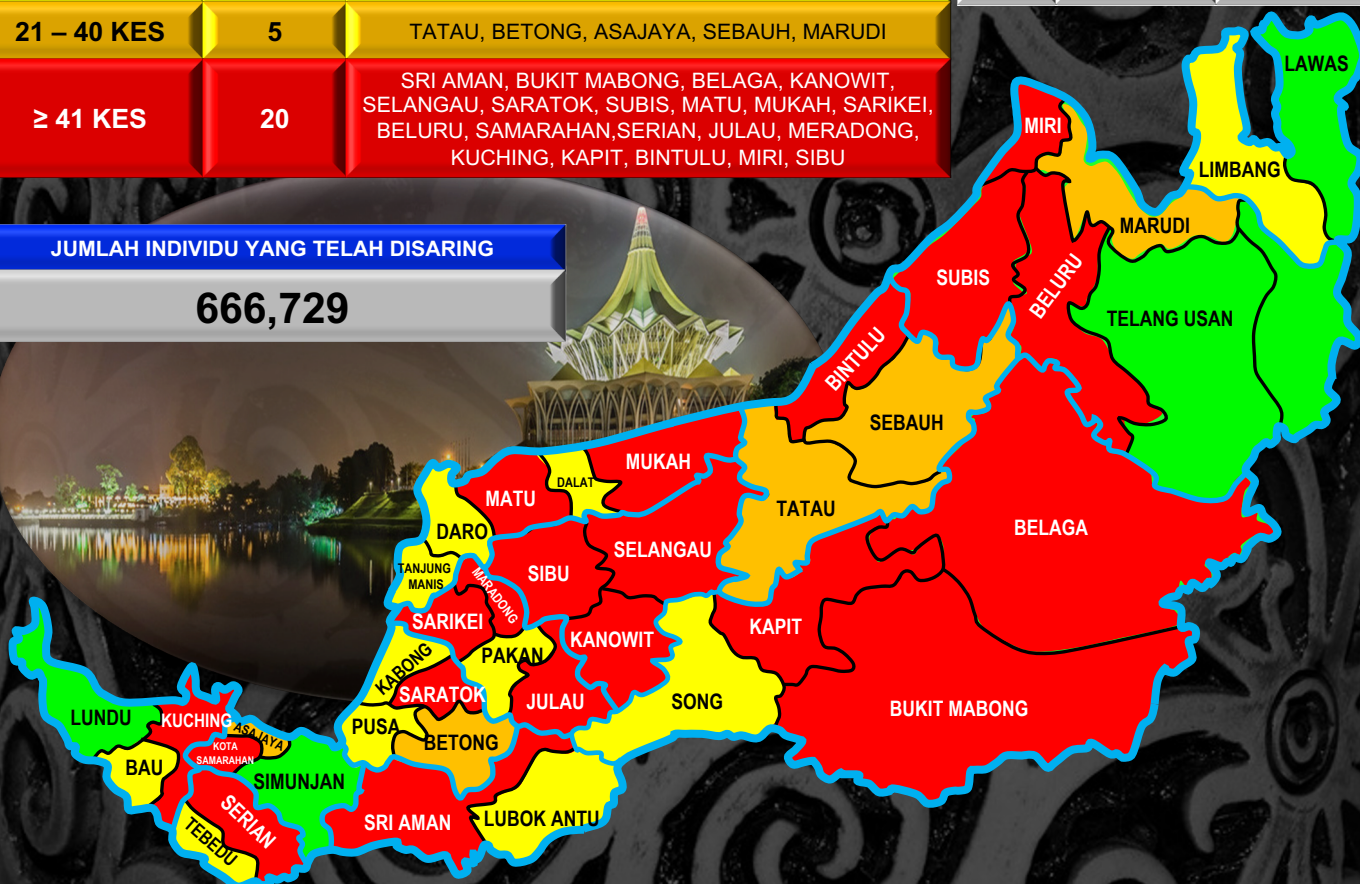 21 – 40 KES
5
TATAU, BETONG, ASAJAYA, SEBAUH, MARUDI
≥ 41 KES
20
SRI AMAN, BUKIT MABONG, BELAGA, KANOWIT,
SELANGAU, SARATOK, SUBIS, MATU, MUKAH, SARIKEI,
BELURU, SAMARAHAN,SERIAN, JULAU, MERADONG,
KUCHING, KAPIT, BINTULU, MIRI, SIBU
JUMLAH INDIVIDU YANG TELAH DISARING
666,729
LAWAS
MIRI
LIMBANG
MARUDI
SUBIS
BELURU
TELANG USAN
BINTULU
SEBAUH
MUKAH
DALAT
MATU
TATAU
DARO
BELAGA
SELANGAU
TANJUNG
MANIS
SIBU
MARADONG
SARIKEI
KAPIT
KANOWIT
PAKAN
KABONG
SARATOK
JULAU
SONG
BUKIT MABONG
LUNDU
KUCHING
PUSA
ASAJAYA
BETONG
KOTA
SAMARAHAN
BAU
SIMUNJAN
SERIAN
SRI AMAN
LUBOK ANTU
TEBEDU